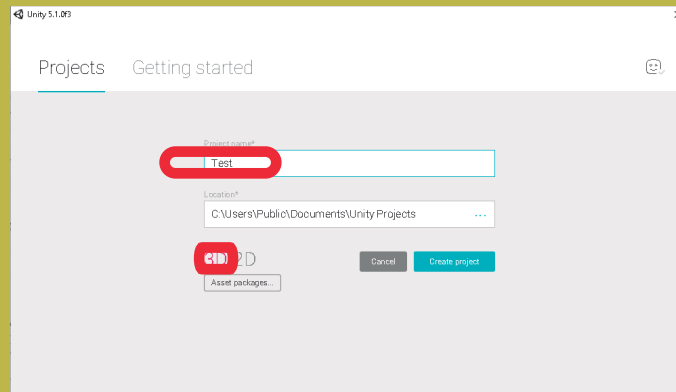 Unity 5.1.0f3
Projects Getting started
Project name*
Test
Location*
C:\Users\Public\Documents\Unity Projects ...
3D 2D Cancel Create project
Asset packages...